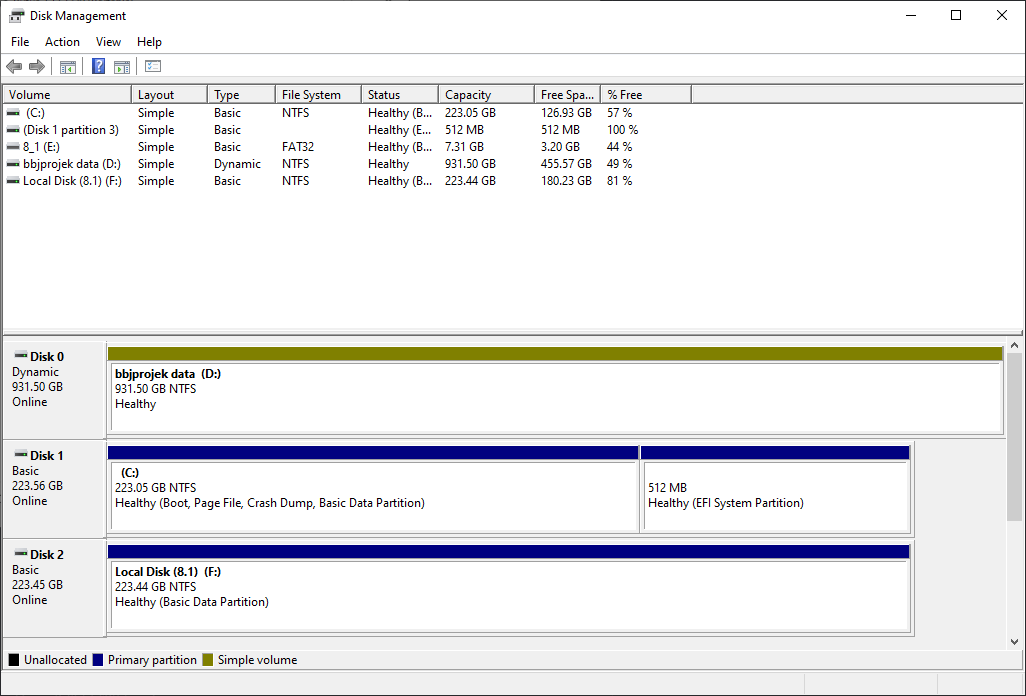 Disk Management
File Action View Help
Volume Layout Type File System Status Capacity Free Spa... % Free
(C:) Simple Basic NTFS Healthy (B... 223.05 GB 126.93 GB 57 %
(Disk 1 partition 3) Simple Basic Healthy (E... 512 MB 512 MB 100 %
8_1 (E:) Simple Basic FAT32 Healthy (B... 7.31 GB 3.20 GB 44 %
bbjprojek data (D:) Simple Dynamic NTFS Healthy 931.50 GB 455.57 GB 49 %
Local Disk (8.1) (F:) Simple Basic NTFS Healthy (B... 223.44 GB 180.23 GB 81 %
Disk 0
Dynamic
931.50 GB
Online
bbjprojek data (D:)
931.50 GB NTFS
Healthy
Disk 1
Basic
223.56 GB
Online
(C:)
223.05 GB NTFS
Healthy (Boot, Page File, Crash Dump, Basic Data Partition)
512 MB
Healthy (EFI System Partition)
Disk 2
Basic
223.45 GB
Online
Local Disk (8.1) (F:)
223.44 GB NTFS
Healthy (Basic Data Partition)
Unallocated Primary partition Simple volume